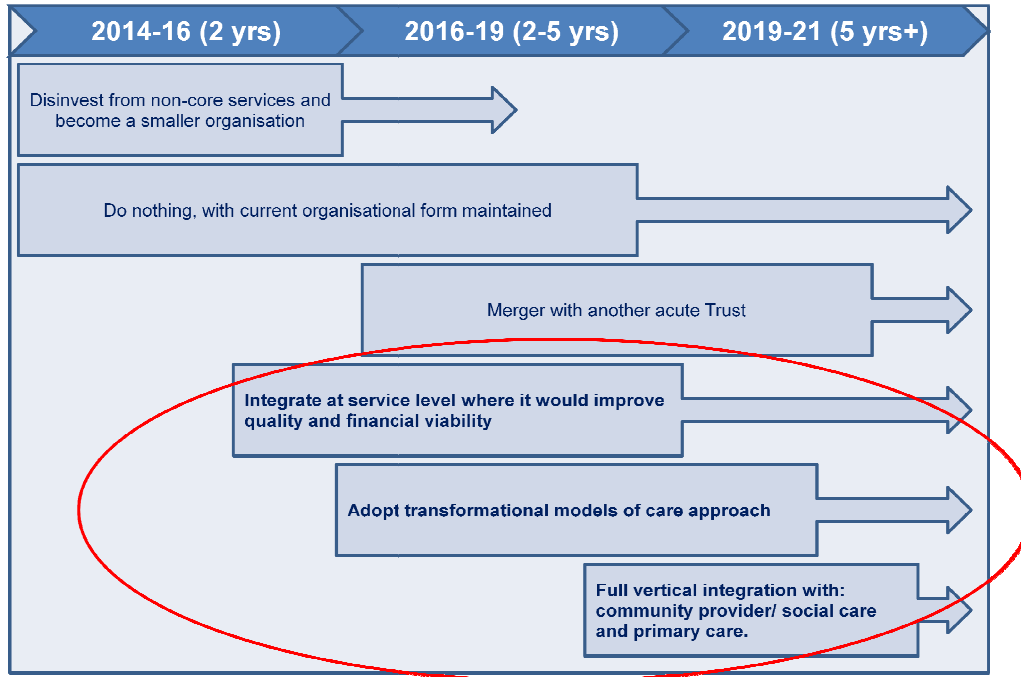 2014-16 (2 yrs)
2016-19 (2-5 yrs)
2019-21 (5 yrs+)
Disinvest from non-core services and
become a smaller organisation
Do nothing, with current organisational form maintained
Merger with another acute Trust
Integrate at service level where it would improve
quality and financial viability
Adopt transformational models of care approach
Full vertical integration with:
community provider/ social care
and primary care.